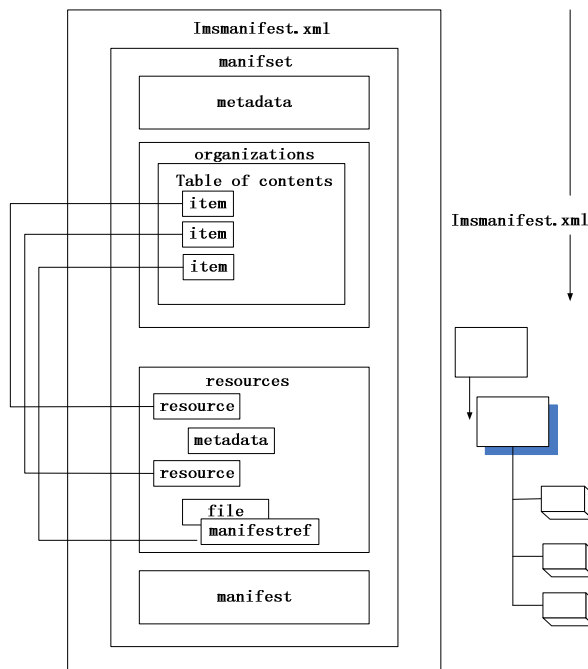 Imsmanifest.xml
manifset
metadata
organizations
Table of contents
item
item
item
resources
resource
metadata
resource
file
manifestref
manifest
Imsmanifest.xml